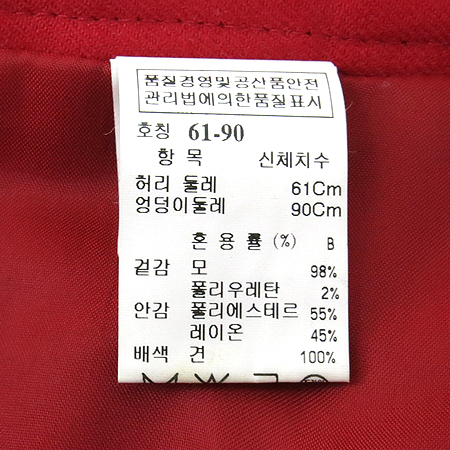 품질경영및공산품안전
관리법에의한품질표시
호칭 61-90
항 목 신체치수
허리 둘레 61Cm
엉덩이둘레 90Cm
혼 용 률 (%) B
겉감 모 98%
폴리우레탄 2%
안감 폴리에스테르 55%
레이온 45%
배색 견 100%